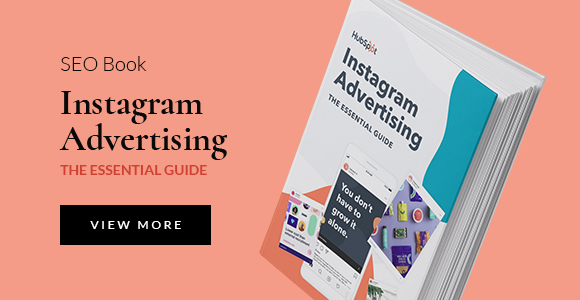 SEO Book
Instagram
Advertising
THE ESSENTIAL GUIDE
VIEW MORE
HubSpot
Instagram
Advertising
THE ESSENTIAL GUIDE
You don't
have to
grow it
alone.